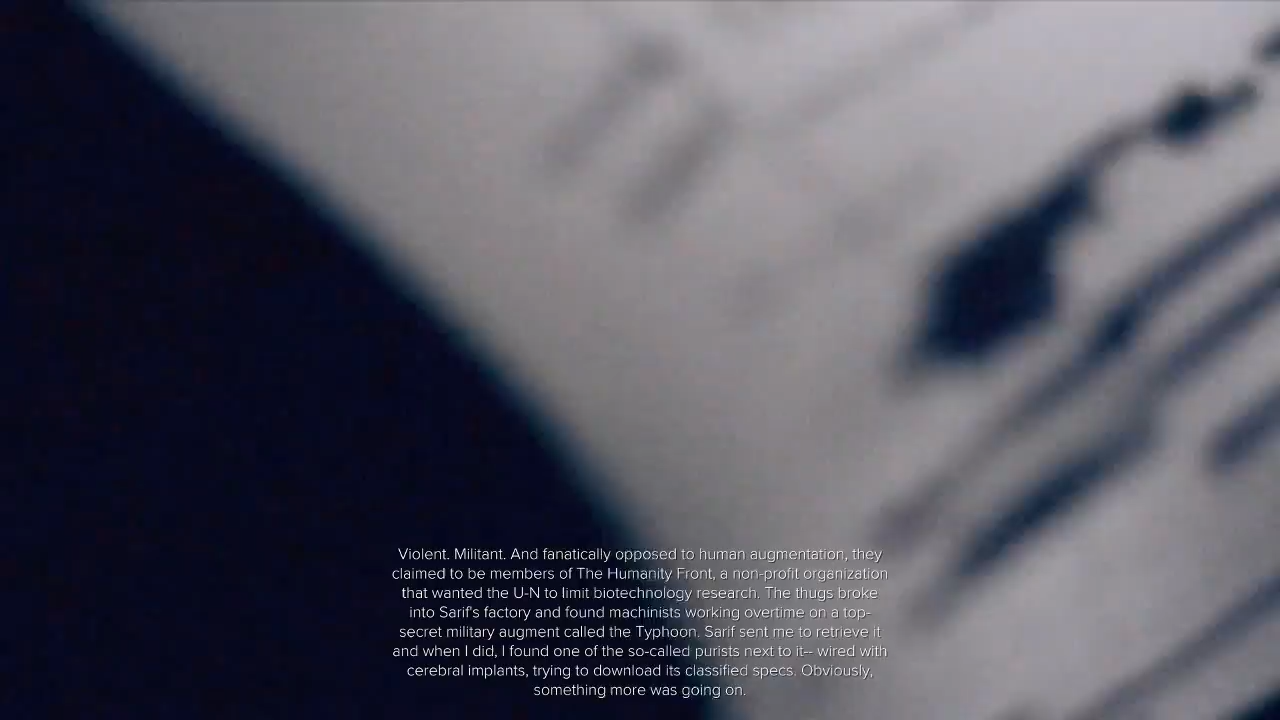 Violent. Militant. And fanatically opposed to human augmentation, they
claimed to be members of The Humanity Front, a non-profit organization
that wanted the U-N to limit biotechnology research. The thugs broke
into Sarif's factory and found machinists working overtime on a top-
secret military augment called the Typhoon. Sarif sent me to retrieve it
and when I did, I found one of the so-called purists next to it-- wired with
cerebral implants, trying to download its classified specs. Obviously,
something more was going on.